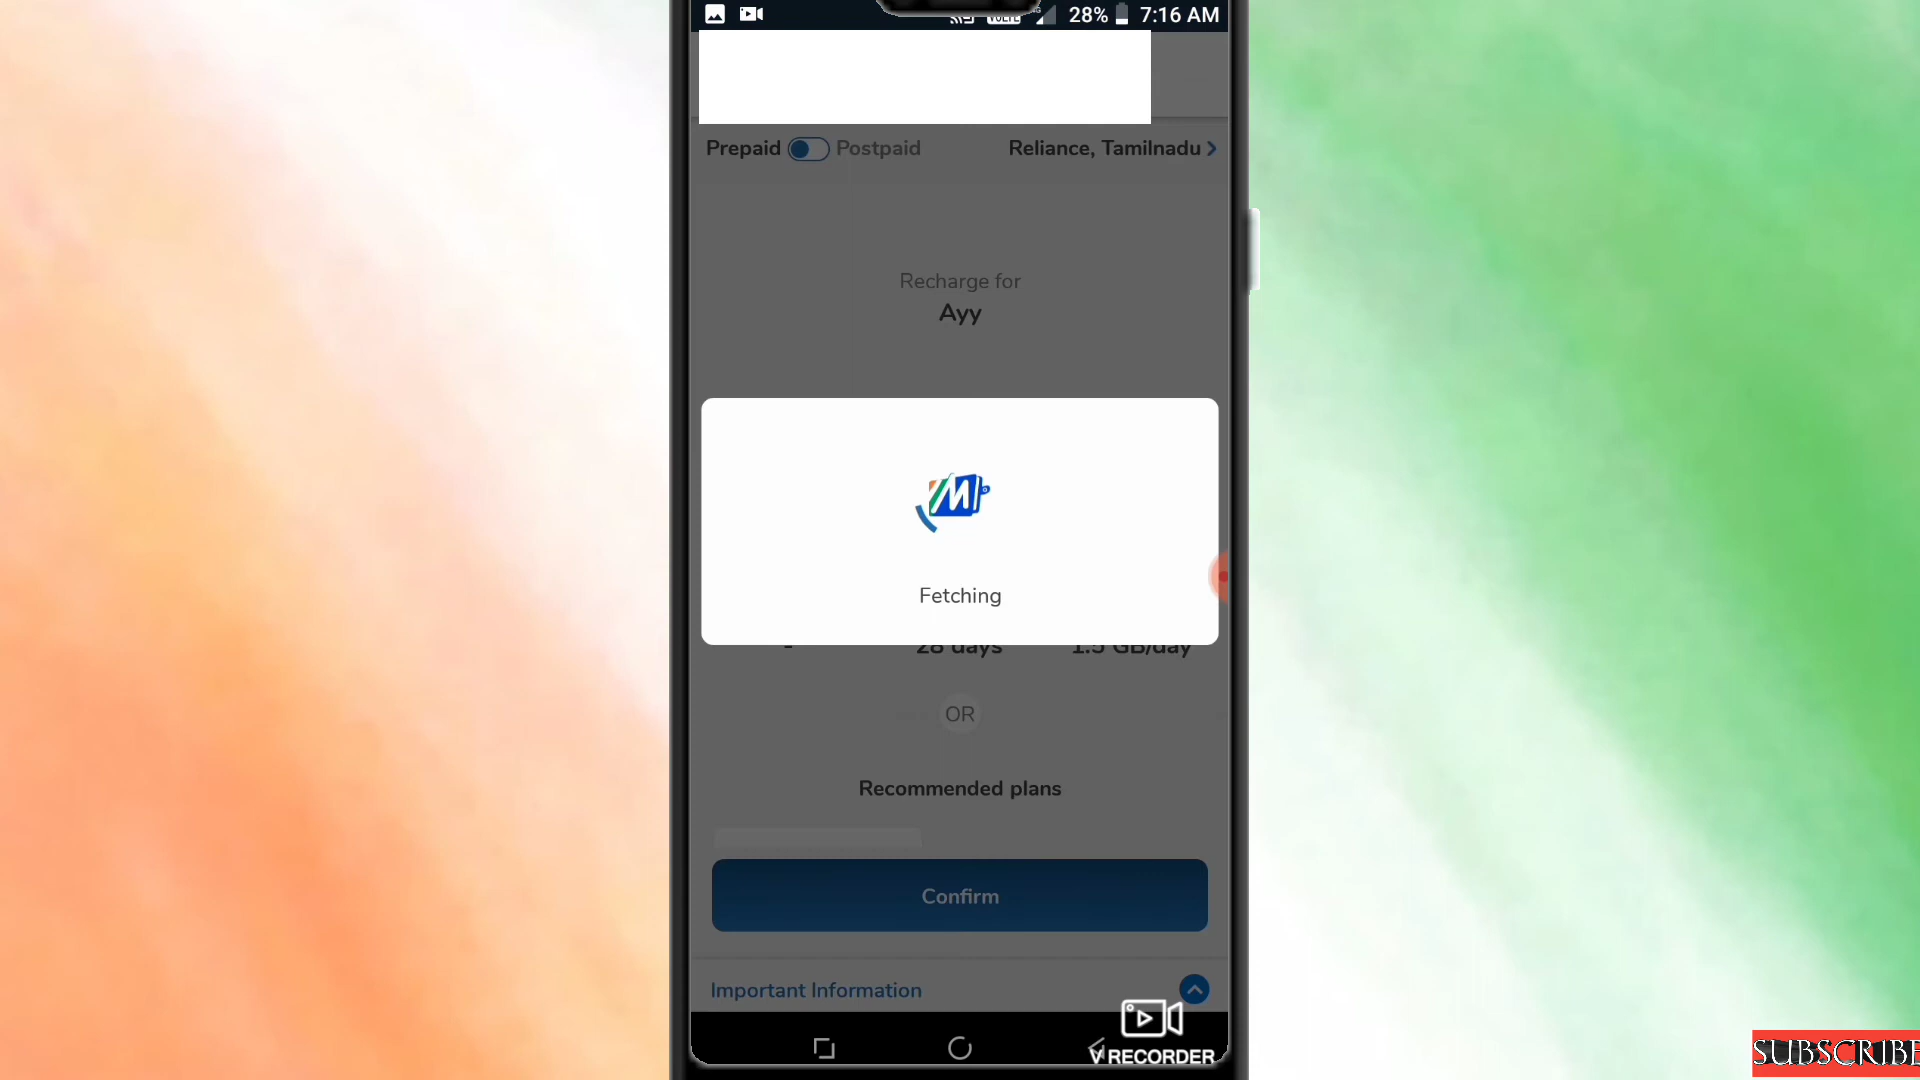 28% 7:16 AM
Prepaid Postpaid Reliance, Tamilnadu
Recharge for
Ayy
M
Fetching
- 28 days 1.5 GB/day
OR
Recommended plans
Confirm
Important Information
V RECORDER
SUBSCRIBE